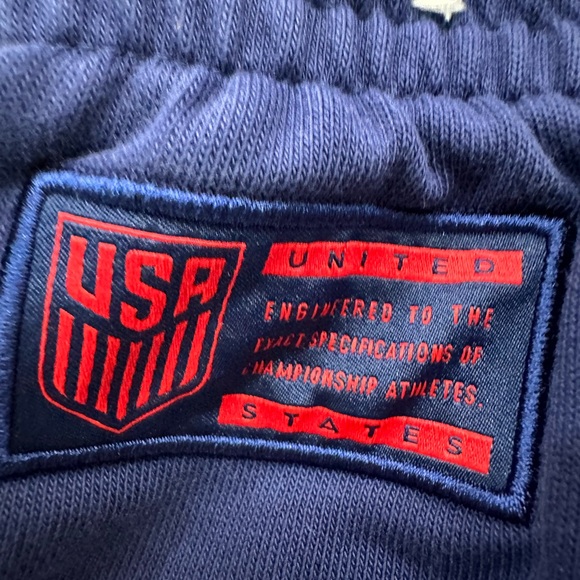 USA
UNITED
ENGINEERED TO THE
EXACT SPECIFICATIONS OF
CHAMPIONSHIP ATHLETES.
STATES